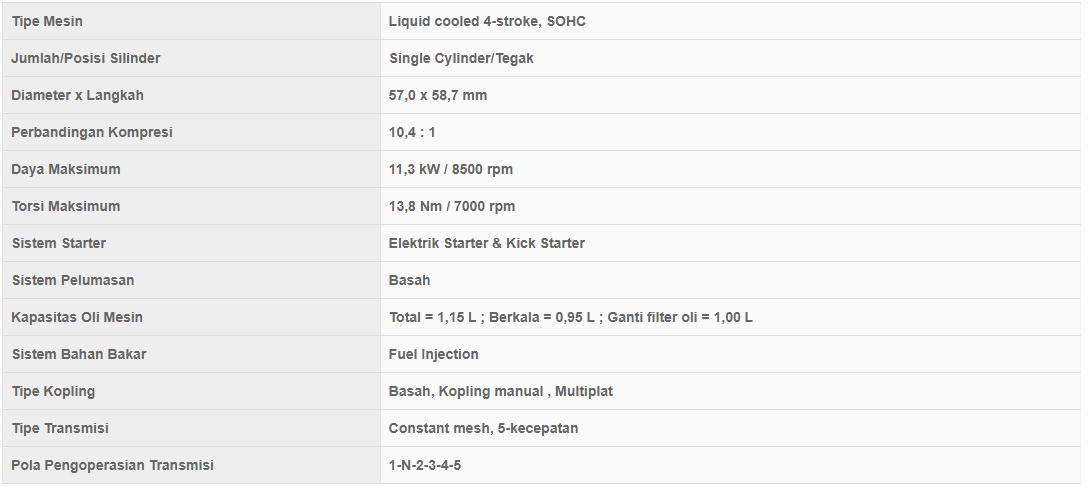 Tipe Mesin Liquid cooled 4-stroke, SOHC
Jumlah/Posisi Silinder Single Cylinder/Tegak
Diameter x Langkah 57,0 x 58,7 mm
Perbandingan Kompresi 10,4 : 1
Daya Maksimum 11,3 kW / 8500 rpm
Torsi Maksimum 13,8 Nm / 7000 rpm
Sistem Starter Elektrik Starter & Kick Starter
Sistem Pelumasan Basah
Kapasitas Oli Mesin Total = 1,15 L ; Berkala = 0,95 L ; Ganti filter oli = 1,00 L
Sistem Bahan Bakar Fuel Injection
Tipe Kopling Basah, Kopling manual , Multiplat
Tipe Transmisi Constant mesh, 5-kecepatan
Pola Pengoperasian Transmisi 1-N-2-3-4-5